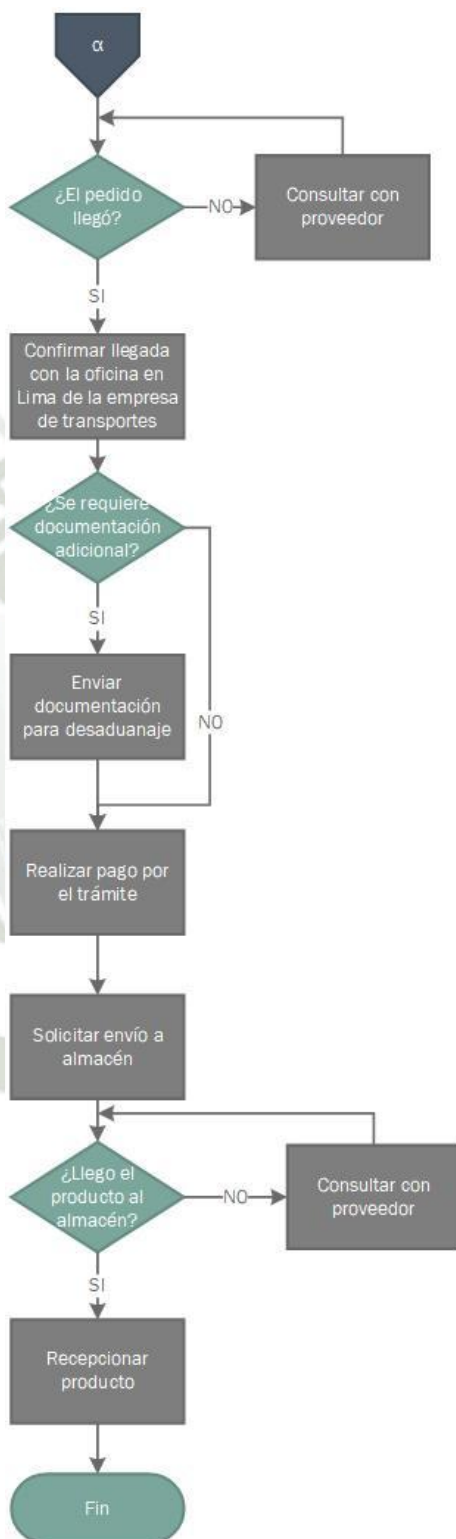 α
¿El pedido
llegó?
NO
Consultar con
proveedor
SI
Confirmar llegada
con la oficina en
Lima de la empresa
de transportes
¿Se requiere
documentación
adicional?
SI
Enviar
documentación
para desaduanaje
NO
Realizar pago por
el trámite
Solicitar envío a
almacén
¿Llego el
producto al
almacén?
NO
Consultar con
proveedor
SI
Recepcionar
producto
Fin